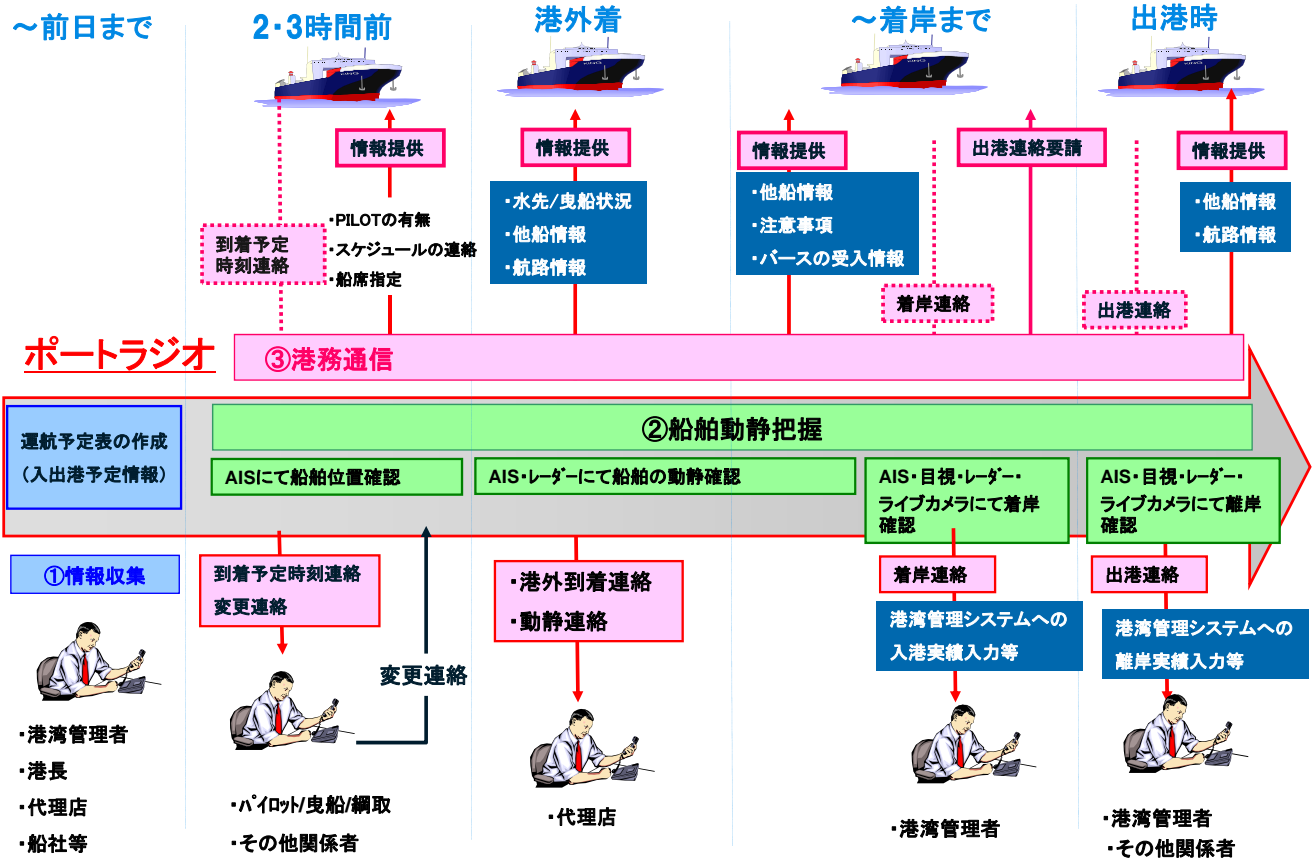 ～前日まで
2・3時間前
港外着
～着岸まで
出港時
情報提供
情報提供
情報提供
出港連絡要請
情報提供
到着予定
時刻連絡
・PILOTの有無
・スケジュールの連絡
・船席指定
・水先/曳船状況
・他船情報
・航路情報
・他船情報
・注意事項
・バースの受入情報
着岸連絡
出港連絡
・他船情報
・航路情報
ポートラジオ
③港務通信
運航予定表の作成
（入出港予定情報）
②船舶動静把握
AISにて船舶位置確認
AIS・レーダーにて船舶の動静確認
AIS・目視・レーダー・
ライブカメラにて着岸
確認
AIS・目視・レーダー・
ライブカメラにて離岸
確認
①情報収集
到着予定時刻連絡
変更連絡
・港外到着連絡
・動静連絡
着岸連絡
出港連絡
港湾管理システムへの
入港実績入力等
港湾管理システムへの
離岸実績入力等
変更連絡
・港湾管理者
・港長
・代理店
・船社等
・パイロット/曳船/綱取
・その他関係者
・代理店
・港湾管理者
・港湾管理者
・その他関係者